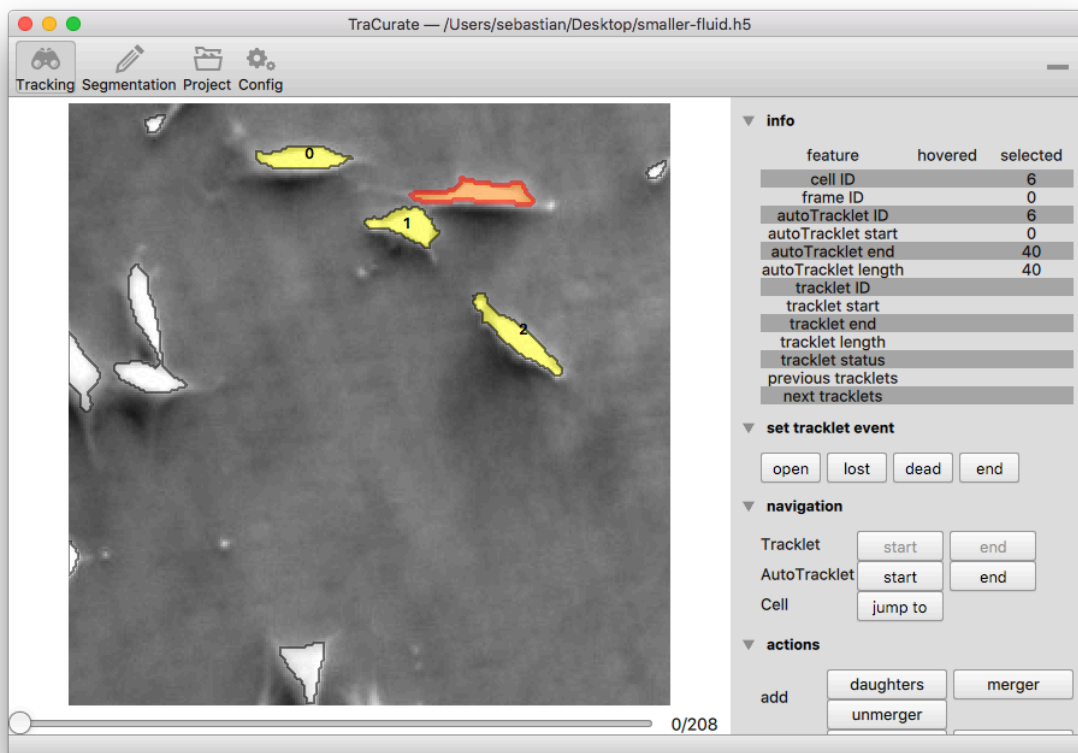 TraCurate — /Users/sebastian/Desktop/smaller-fluid.h5
Tracking Segmentation Project Config
0
1
2
0/208
info
feature hovered selected
cell ID 6
frame ID 0
autoTracklet ID 6
autoTracklet start 0
autoTracklet end 40
autoTracklet length 40
tracklet ID
tracklet start
tracklet end
tracklet length
tracklet status
previous tracklets
next tracklets
set tracklet event
open lost dead end
navigation
Tracklet start end
AutoTracklet start end
Cell jump to
actions
add daughters merger
unmerger